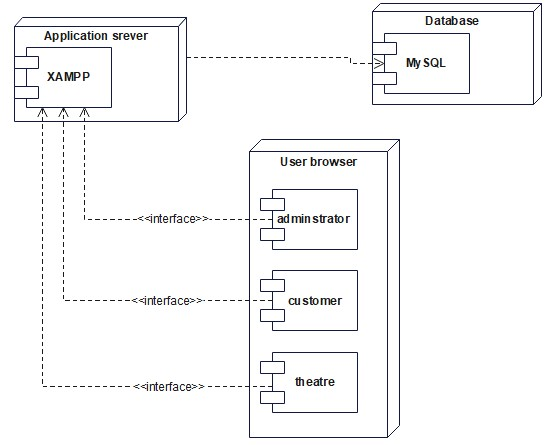 Application srever
Database
XAMPP
MySQL
User browser
<<interface>>
adminstrator
<<interface>>
customer
<<interface>>
theatre